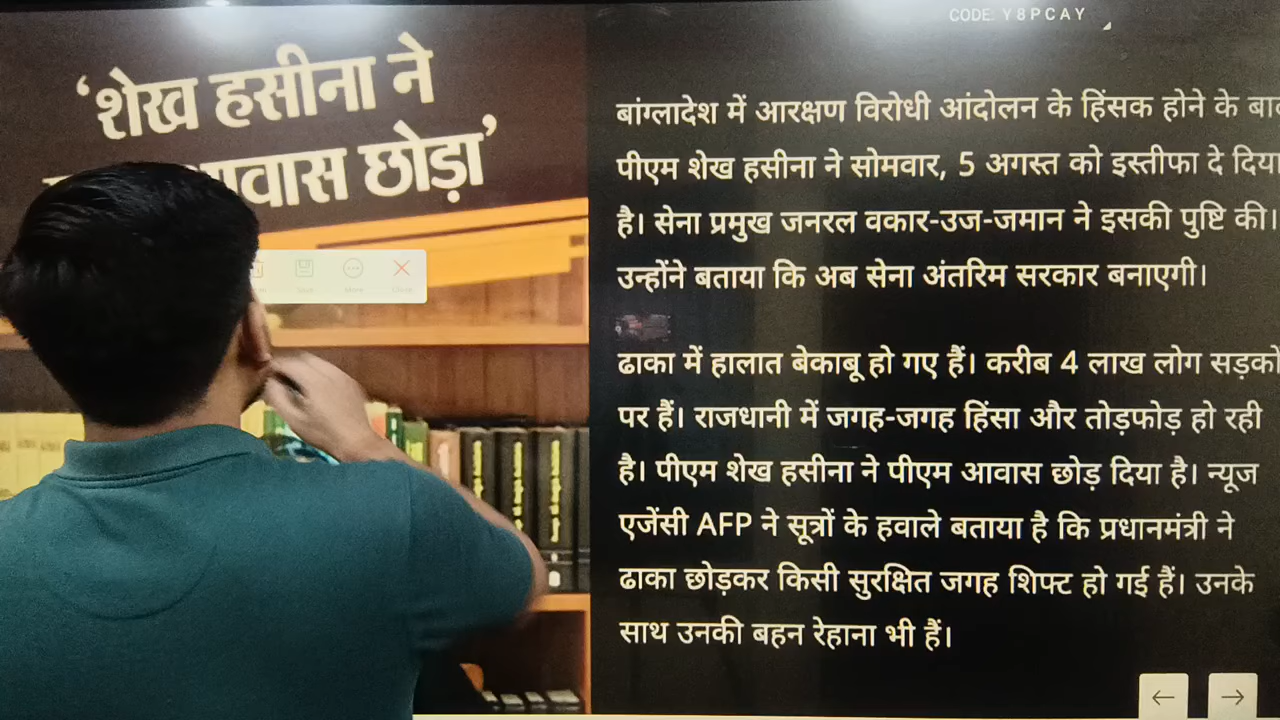 CODE: Y8PCAY
‘शेख हसीना ने
आवास छोड़ा’
बांग्लादेश में आरक्षण विरोधी आंदोलन के हिंसक होने के बाद
पीएम शेख हसीना ने सोमवार, 5 अगस्त को इस्तीफा दे दिया
है। सेना प्रमुख जनरल वकार-उज-जमान ने इसकी पुष्टि की।
उन्होंने बताया कि अब सेना अंतरिम सरकार बनाएगी।
ढाका में हालात बेकाबू हो गए हैं। करीब 4 लाख लोग सड़कों
पर हैं। राजधानी में जगह-जगह हिंसा और तोड़फोड़ हो रही
है। पीएम शेख हसीना ने पीएम आवास छोड़ दिया है। न्यूज
एजेंसी AFP ने सूत्रों के हवाले बताया है कि प्रधानमंत्री ने
ढाका छोड़कर किसी सुरक्षित जगह शिफ्ट हो गई हैं। उनके
साथ उनकी बहन रेहाना भी हैं।